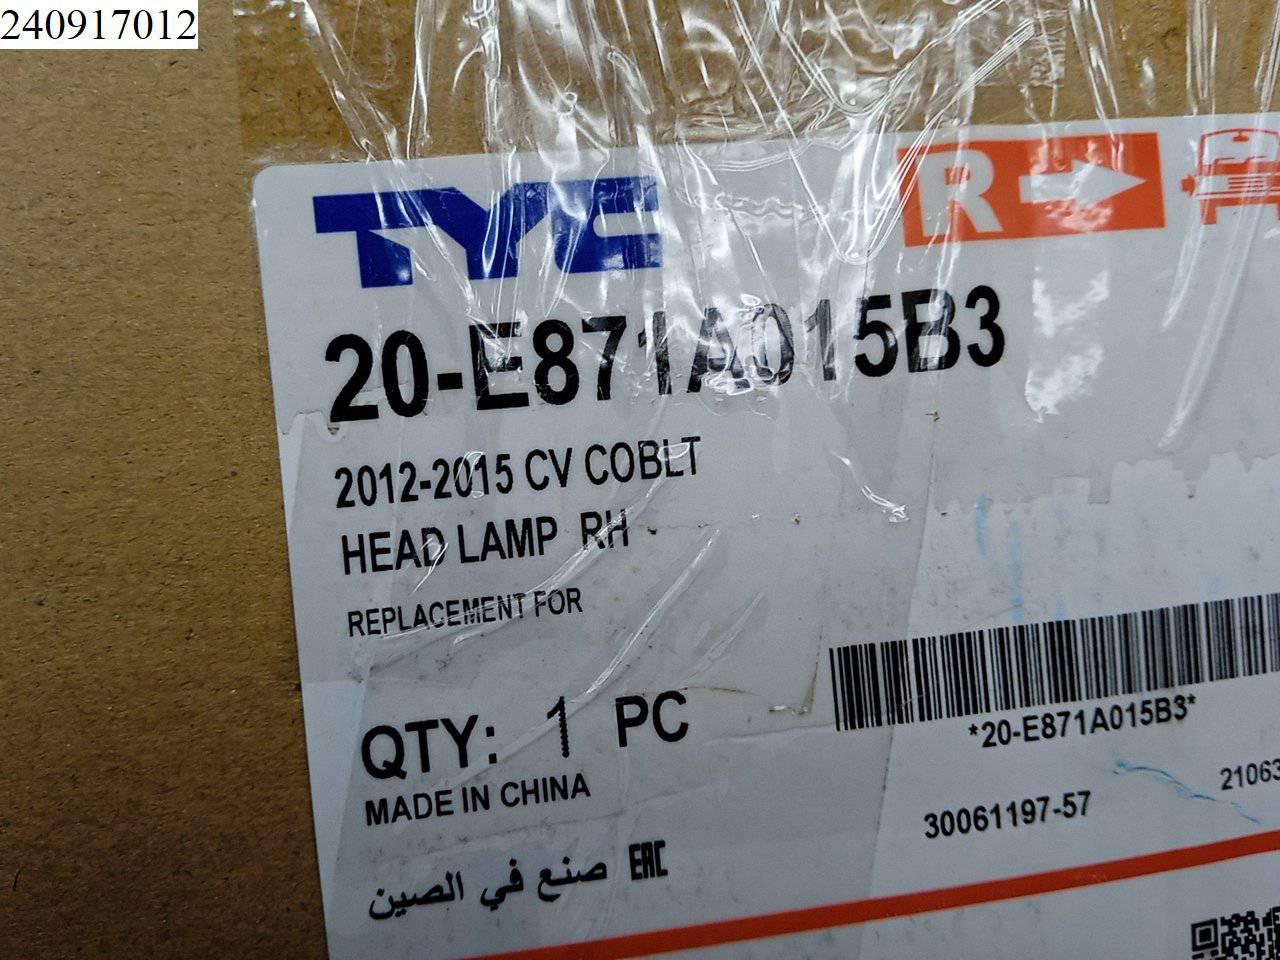 240917012
TYC
R
20-E871A015B3
2012-2015 CV COBLT
HEAD LAMP RH
REPLACEMENT FOR
*20-E871A015B3*
QTY: 1 PC
MADE IN CHINA
30061197-57
21063
صنع في الصين EAC